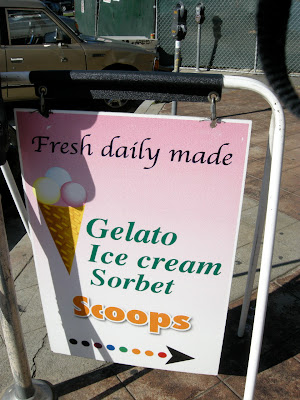 Fresh daily made
Gelato
Ice cream
Sorbet
Scoops